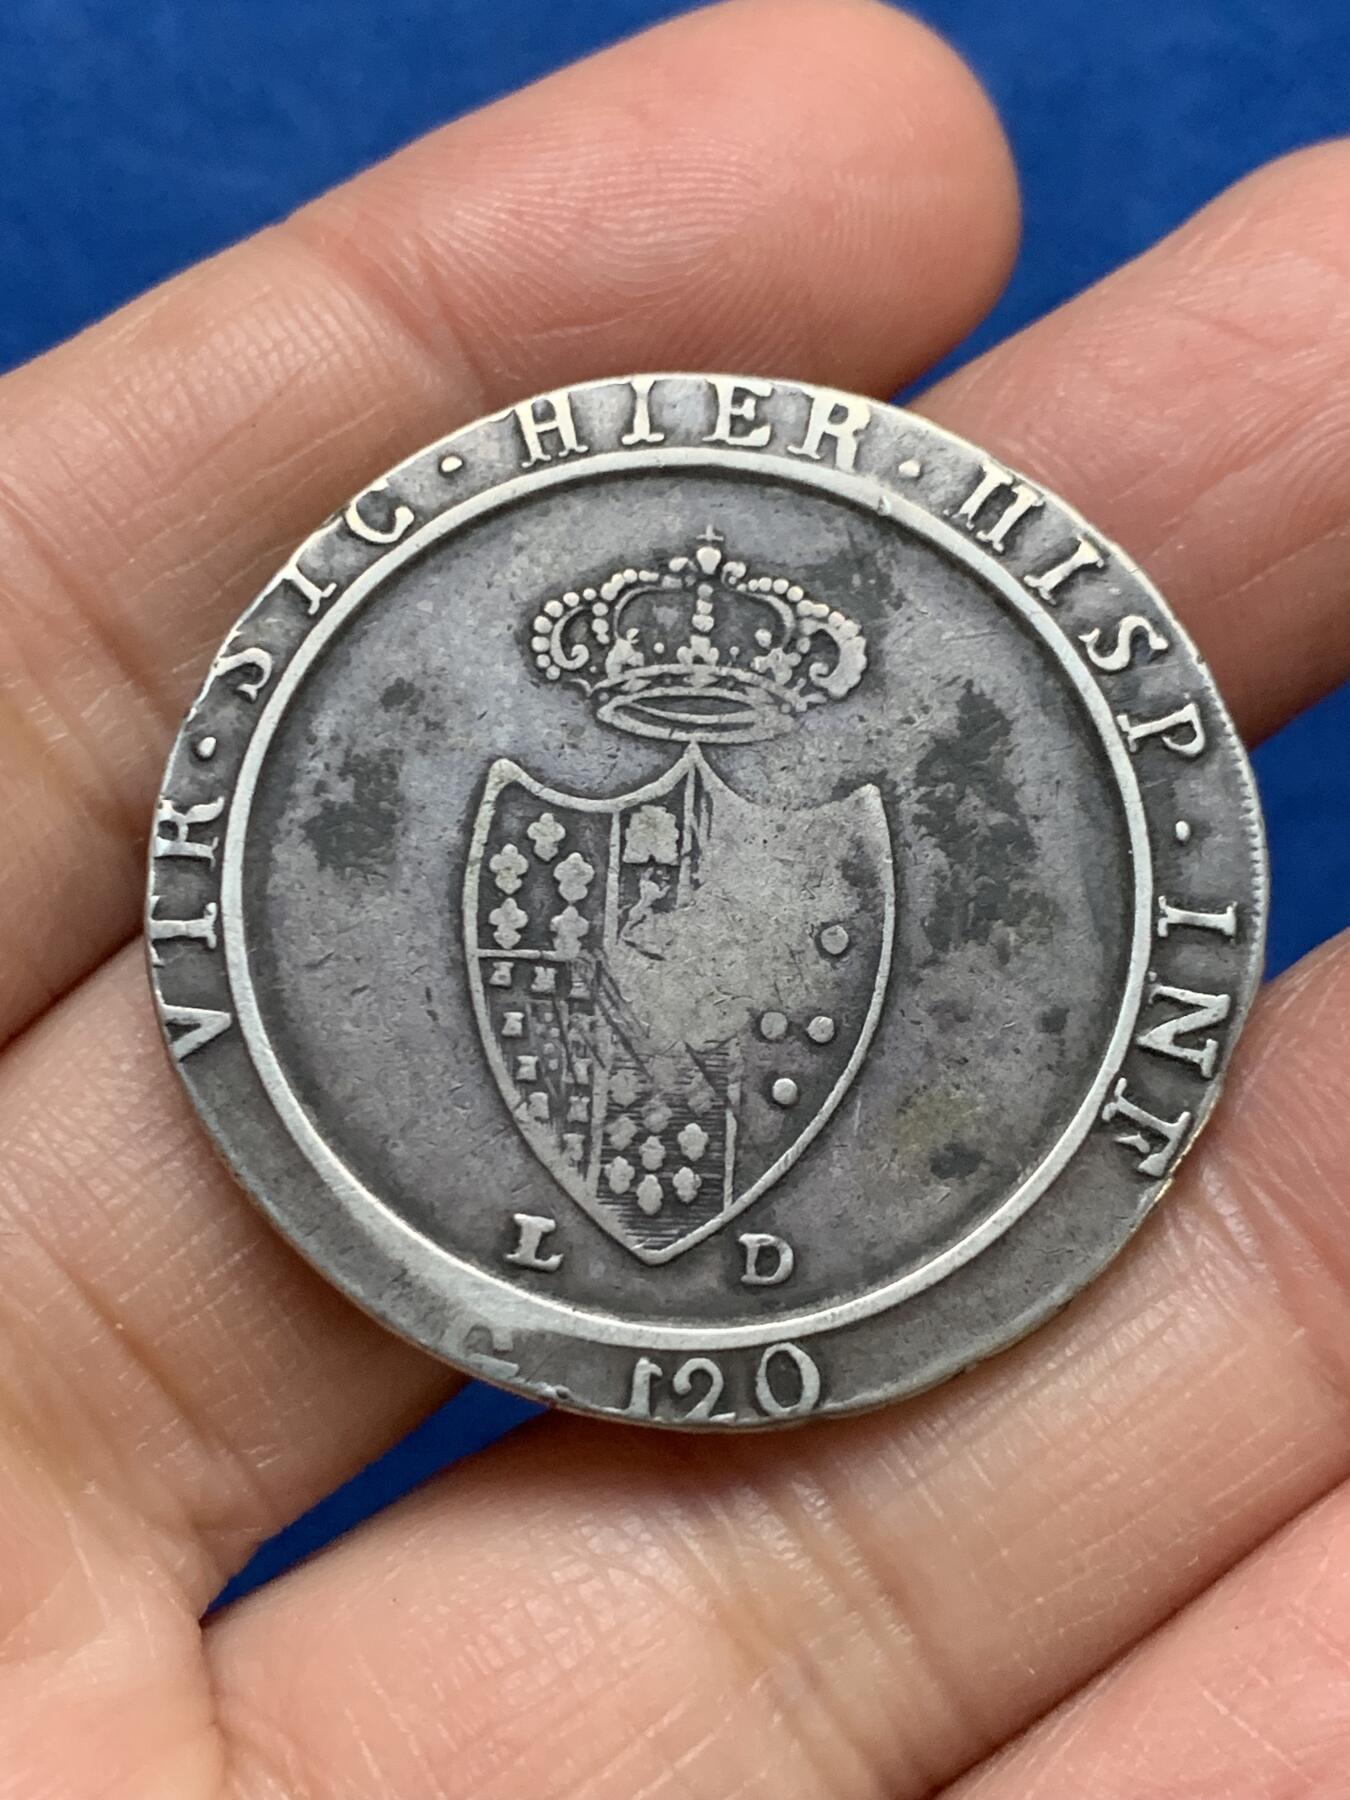 VTR · SIC · HIER · HISP · INF
L D
G. 120